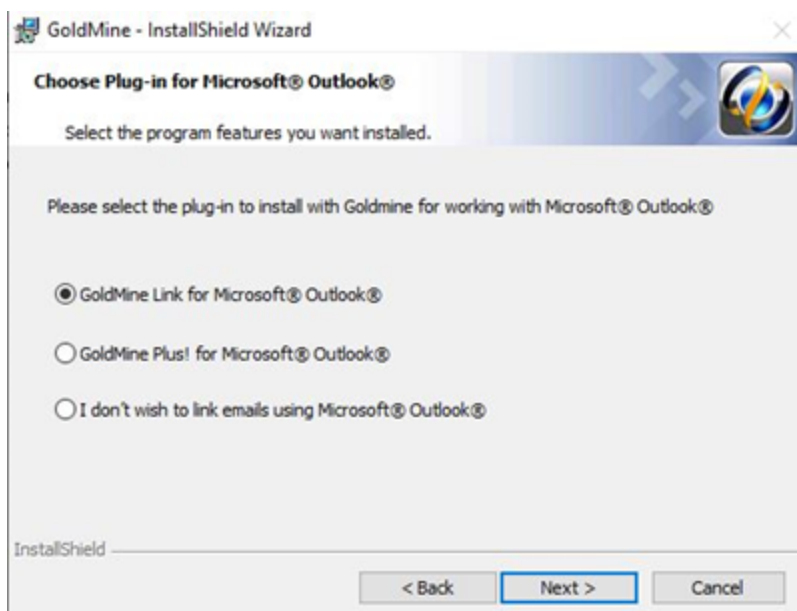 GoldMine - InstallShield Wizard
Choose Plug-in for Microsoft® Outlook®
Select the program features you want installed.
Please select the plug-in to install with Goldmine for working with Microsoft® Outlook®
GoldMine Link for Microsoft® Outlook®
GoldMine Plus! for Microsoft® Outlook®
I don't wish to link emails using Microsoft® Outlook®
InstallShield
< Back Next > Cancel